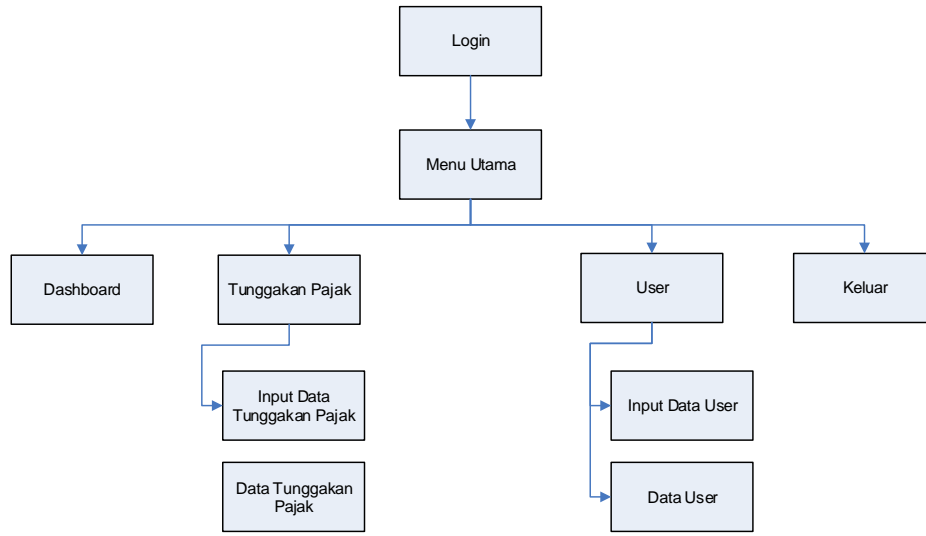 Login
Menu Utama
Dashboard
Tunggakan Pajak
User
Keluar
Input Data
Tunggakan Pajak
Input Data User
Data Tunggakan
Pajak
Data User